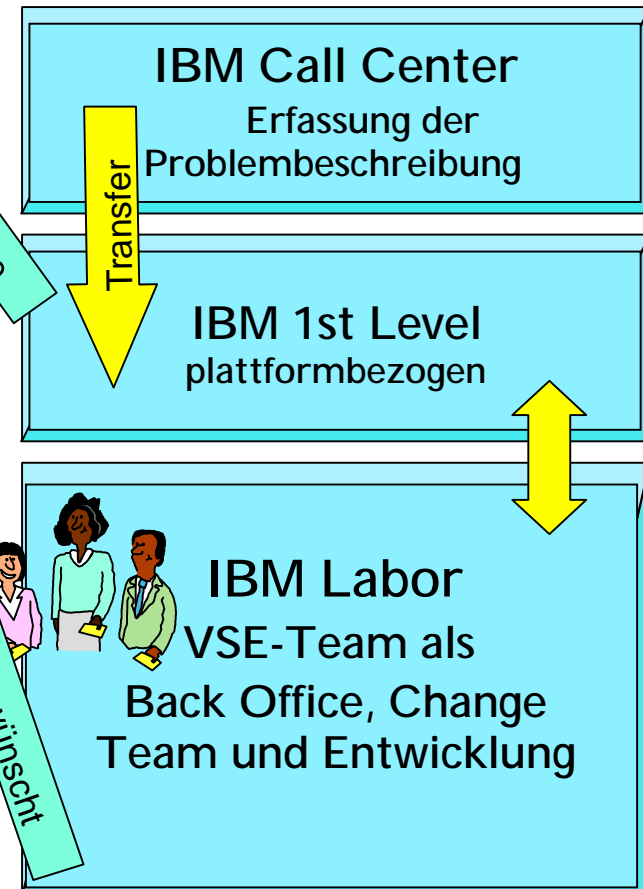 IBM Call Center
Erfassung der
Problembeschreibung
Transfer
IBM 1st Level
plattformbezogen
IBM Labor
VSE-Team als
Back Office, Change
Team und Entwicklung